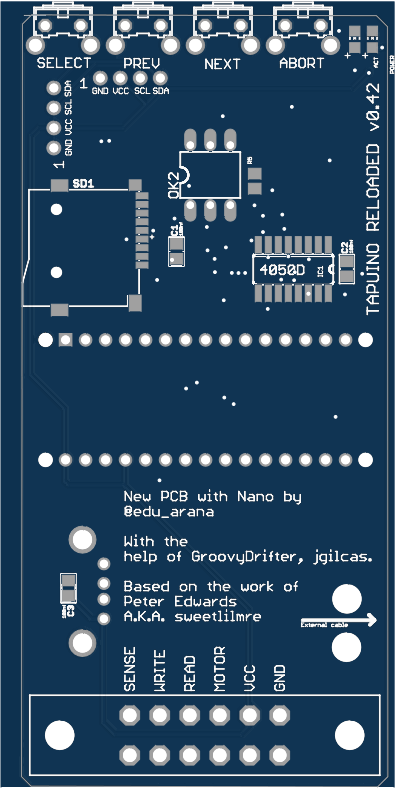 SELECT PREV NEXT ABORT
ACT
POWER
1 GND VCC SCL SDA
GND VCC SCL SDA
1
TAPUINO RELOADED v0.42
OK2
R5
SD1
C1
4050D
IC1
C2
New PCB with Nano by
@edu_arana
With the
help of GroovyDrifter, jgilcas.
Based on the work of
Peter Edwards
A.K.A. sweetlilmre
C3
External cable
SENSE
WRITE
READ
MOTOR
VCC
GND